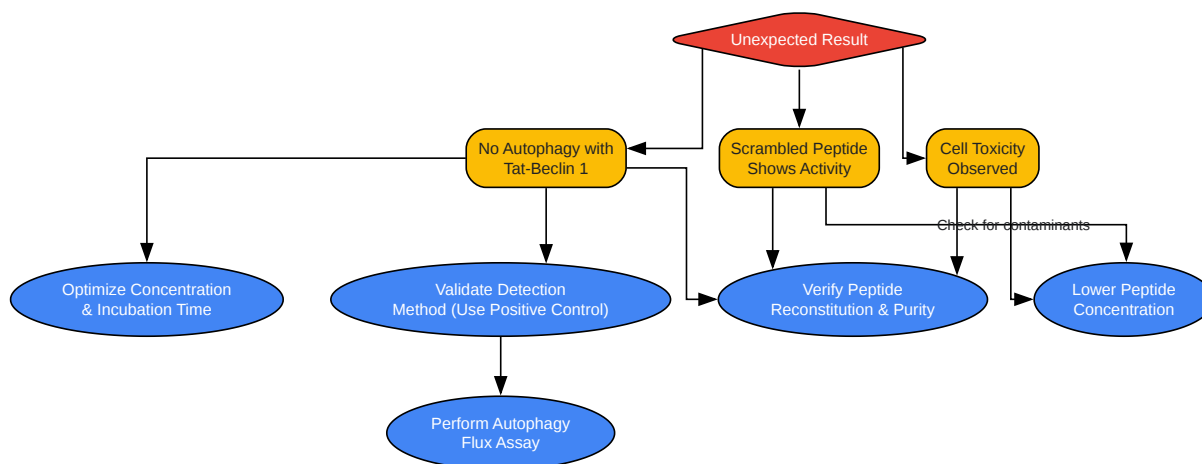 Unexpected Result
No Autophagy with
Tat-Beclin 1
Scrambled Peptide
Shows Activity
Cell Toxicity
Observed
Check for contaminants
Optimize Concentration
& Incubation Time
Validate Detection
Method (Use Positive Control)
Verify Peptide
Reconstitution & Purity
Lower Peptide
Concentration
Perform Autophagy
Flux Assay